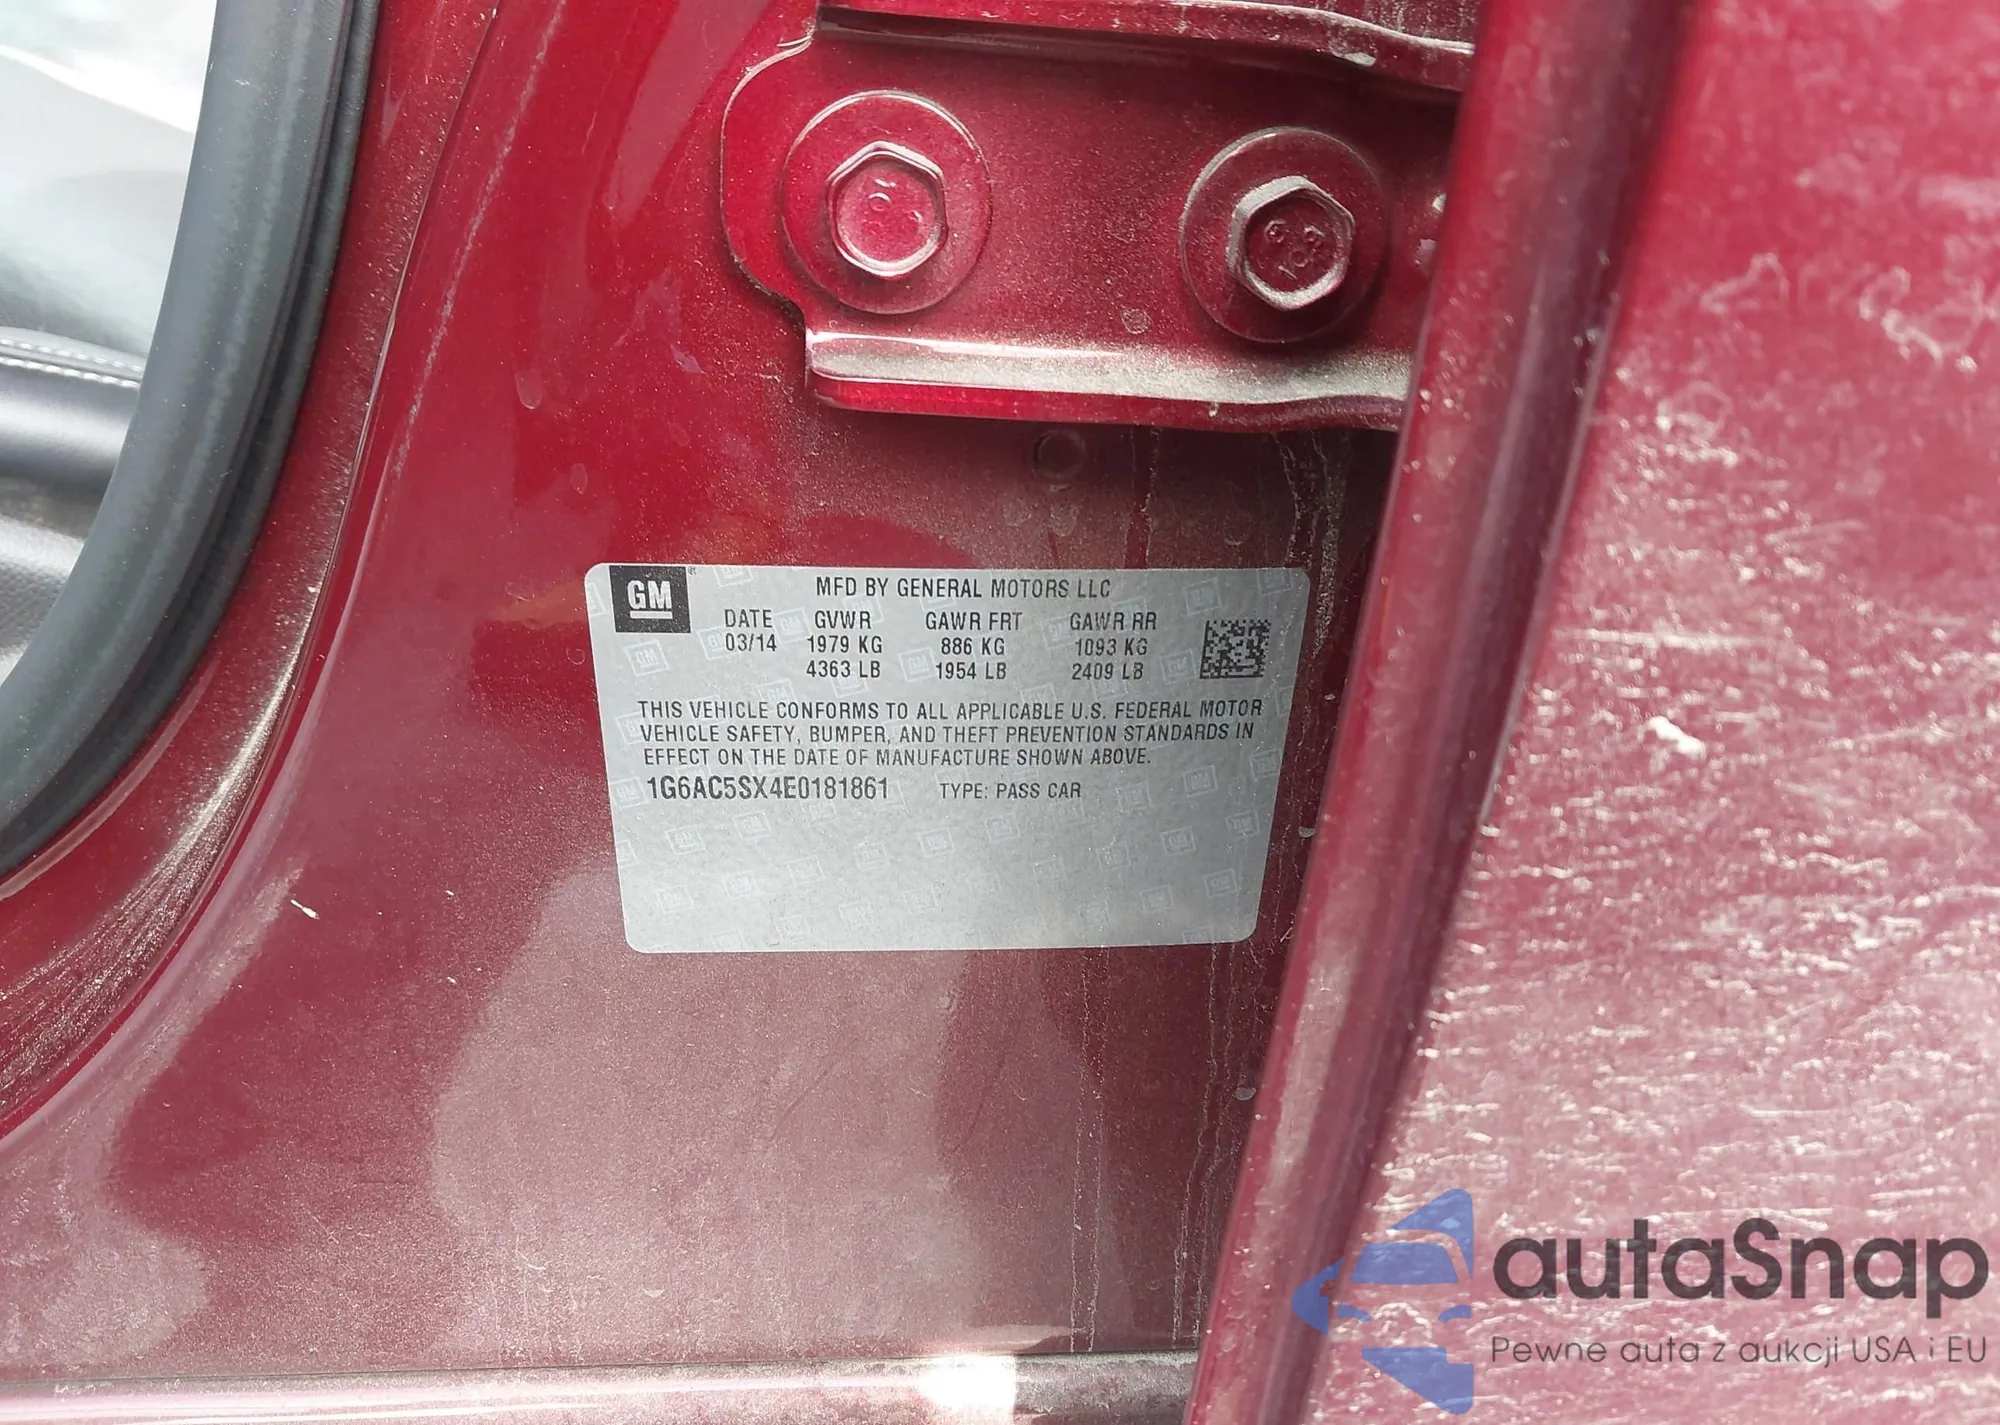 GM
MFD BY GENERAL MOTORS LLC
DATE GVWR GAWR FRT GAWR RR
03/14 1979 KG 886 KG 1093 KG
4363 LB 1954 LB 2409 LB
THIS VEHICLE CONFORMS TO ALL APPLICABLE U.S. FEDERAL MOTOR
VEHICLE SAFETY, BUMPER, AND THEFT PREVENTION STANDARDS IN
EFFECT ON THE DATE OF MANUFACTURE SHOWN ABOVE.
1G6AC5SX4E0181861 TYPE: PASS CAR
autaSnap
Pewne auta z aukcji USA i EU